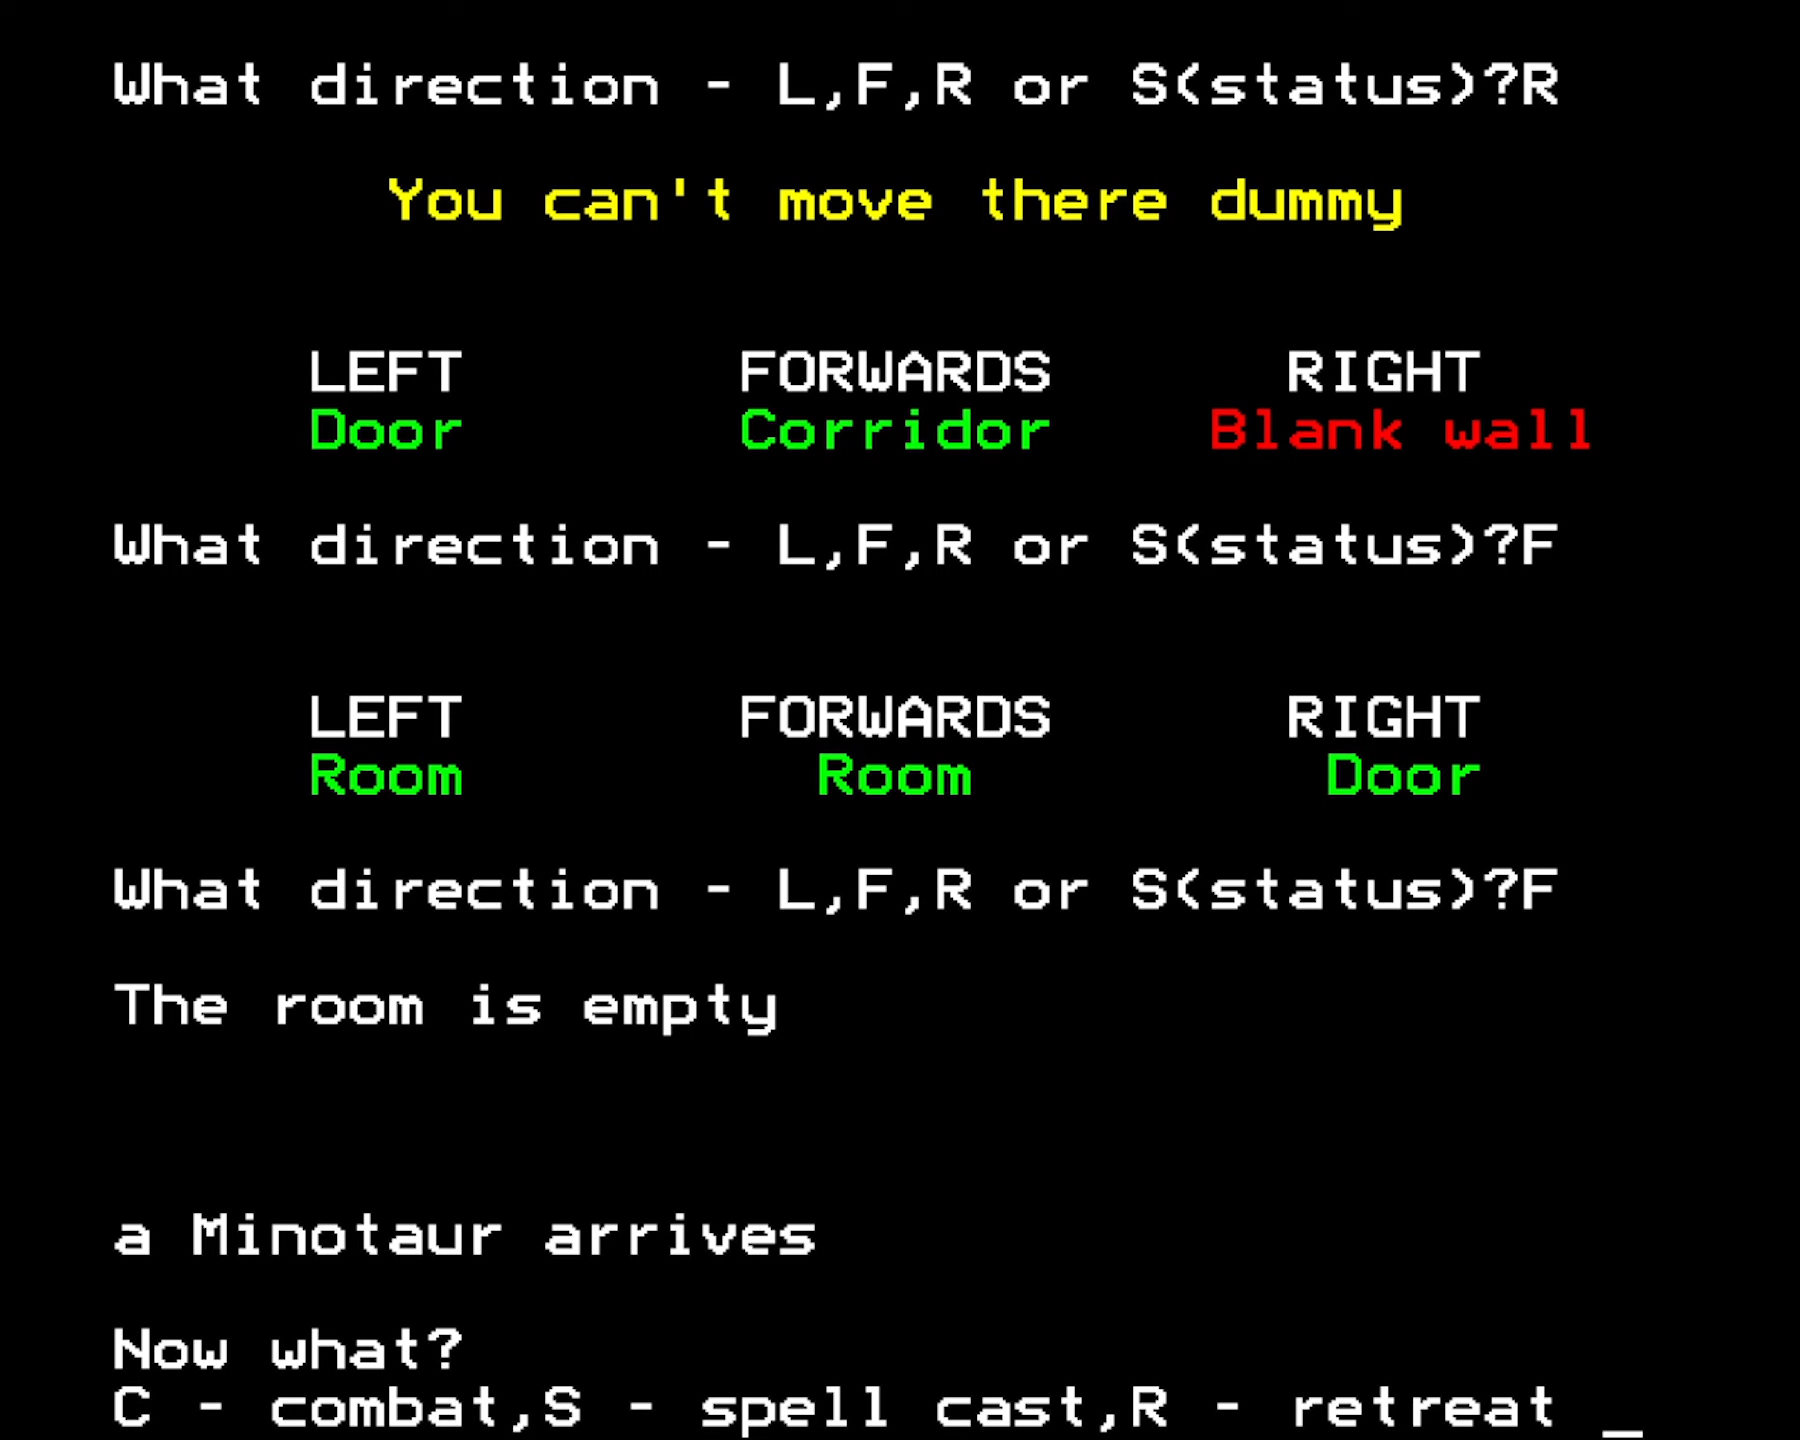 What direction - L,F,R or S(status)?R
You can't move there dummy
LEFT FORWARDS RIGHT
Door Corridor Blank wall
What direction - L,F,R or S(status)?F
LEFT FORWARDS RIGHT
Room Room Door
What direction - L,F,R or S(status)?F
The room is empty
a Minotaur arrives
Now what?
C - combat,S - spell cast,R - retreat _